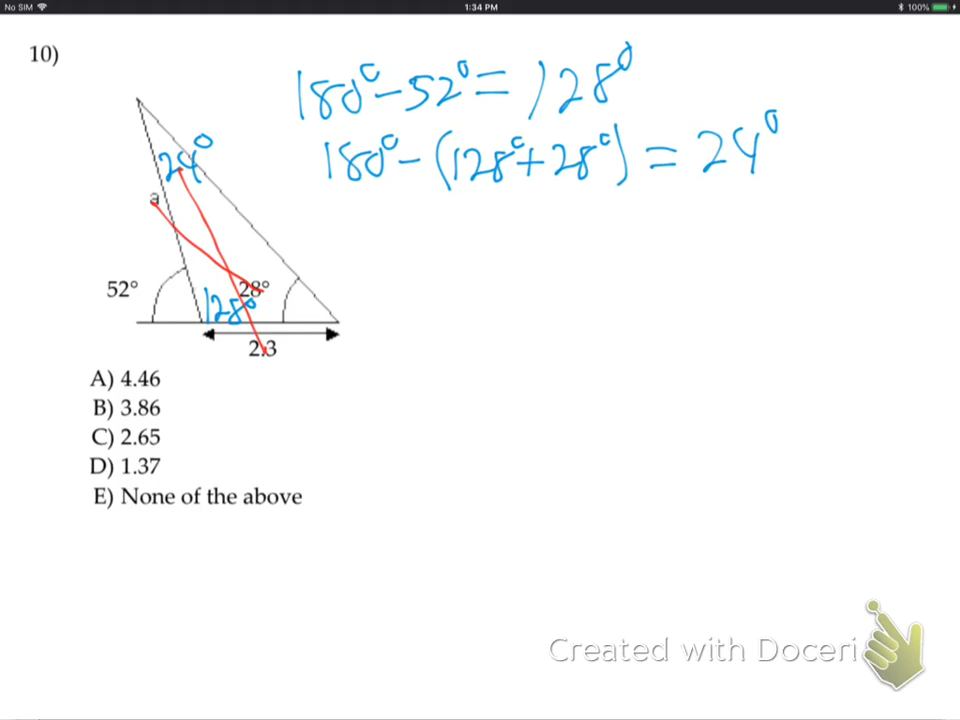 No SIM 1:34 PM 100%
10)
180° - 52° = 128°
180° - (128° + 28°) = 24°
24°
a
52°
128°
28°
2.3
A) 4.46
B) 3.86
C) 2.65
D) 1.37
E) None of the above
Created with Doceri